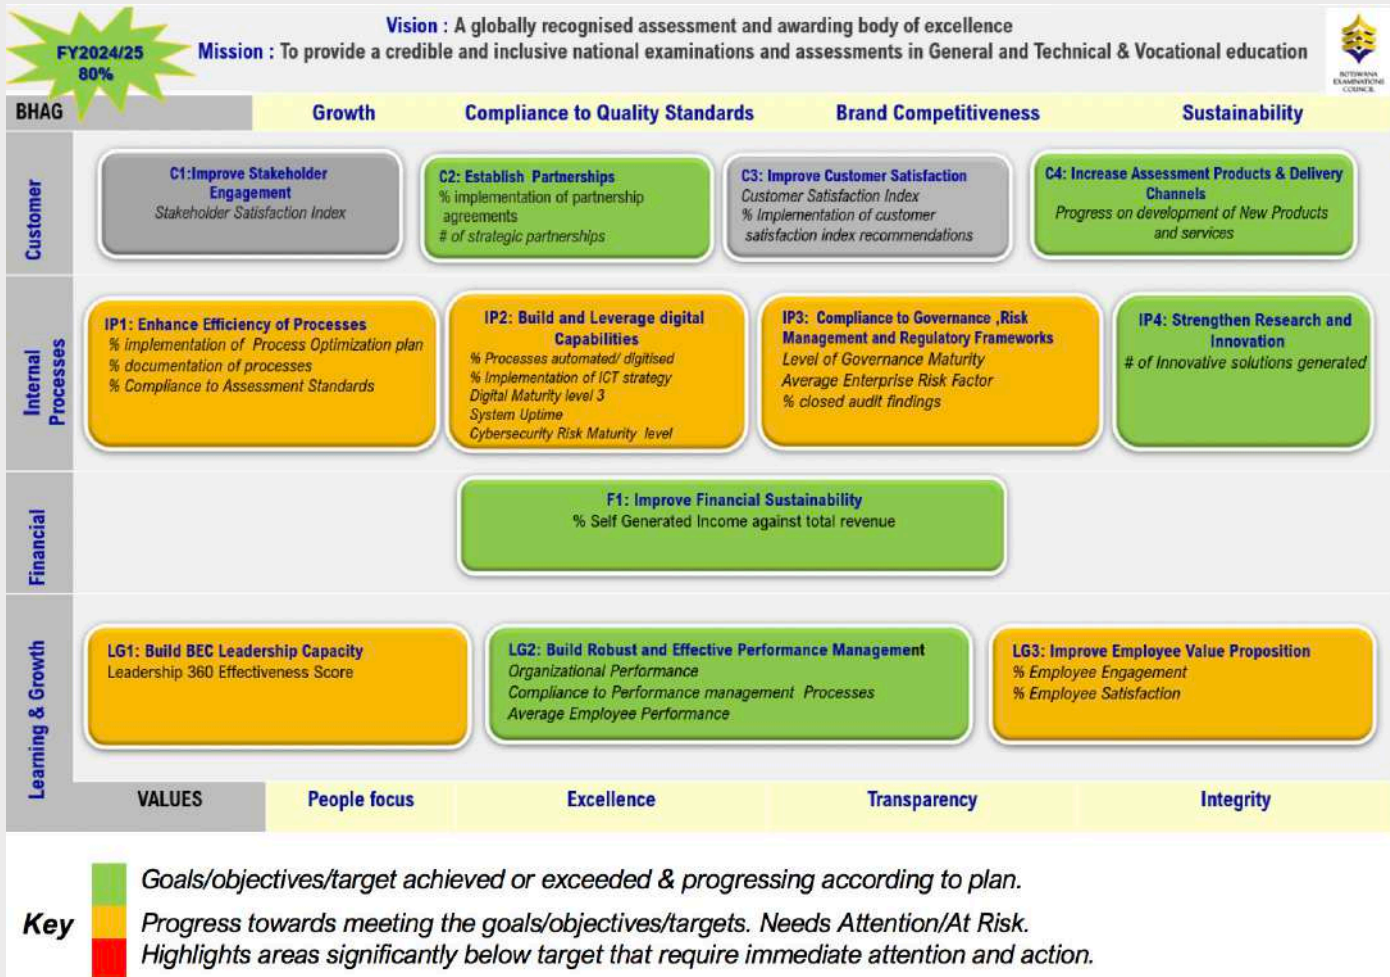 FY2024/25
80%
Vision : A globally recognised assessment and awarding body of excellence
Mission : To provide a credible and inclusive national examinations and assessments in General and Technical & Vocational education
BOTSWANA
EXAMINATIONS
COUNCIL
BHAG
Growth
Compliance to Quality Standards
Brand Competitiveness
Sustainability
Customer
C1:Improve Stakeholder
Engagement
Stakeholder Satisfaction Index
C2: Establish Partnerships
% implementation of partnership
agreements
# of strategic partnerships
C3: Improve Customer Satisfaction
Customer Satisfaction Index
% Implementation of customer
satisfaction index recommendations
C4: Increase Assessment Products & Delivery
Channels
Progress on development of New Products
and services
Internal
Processes
IP1: Enhance Efficiency of Processes
% implementation of Process Optimization plan
% documentation of processes
% Compliance to Assessment Standards
IP2: Build and Leverage digital
Capabilities
% Processes automated/ digitised
% Implementation of ICT strategy
Digital Maturity level 3
System Uptime
Cybersecurity Risk Maturity level
IP3: Compliance to Governance ,Risk
Management and Regulatory Frameworks
Level of Governance Maturity
Average Enterprise Risk Factor
% closed audit findings
IP4: Strengthen Research and
Innovation
# of Innovative solutions generated
Financial
F1: Improve Financial Sustainability
% Self Generated Income against total revenue
Learning & Growth
LG1: Build BEC Leadership Capacity
Leadership 360 Effectiveness Score
LG2: Build Robust and Effective Performance Management
Organizational Performance
Compliance to Performance management Processes
Average Employee Performance
LG3: Improve Employee Value Proposition
% Employee Engagement
% Employee Satisfaction
VALUES
People focus
Excellence
Transparency
Integrity
Key
Goals/objectives/target achieved or exceeded & progressing according to plan.
Progress towards meeting the goals/objectives/targets. Needs Attention/At Risk.
Highlights areas significantly below target that require immediate attention and action.